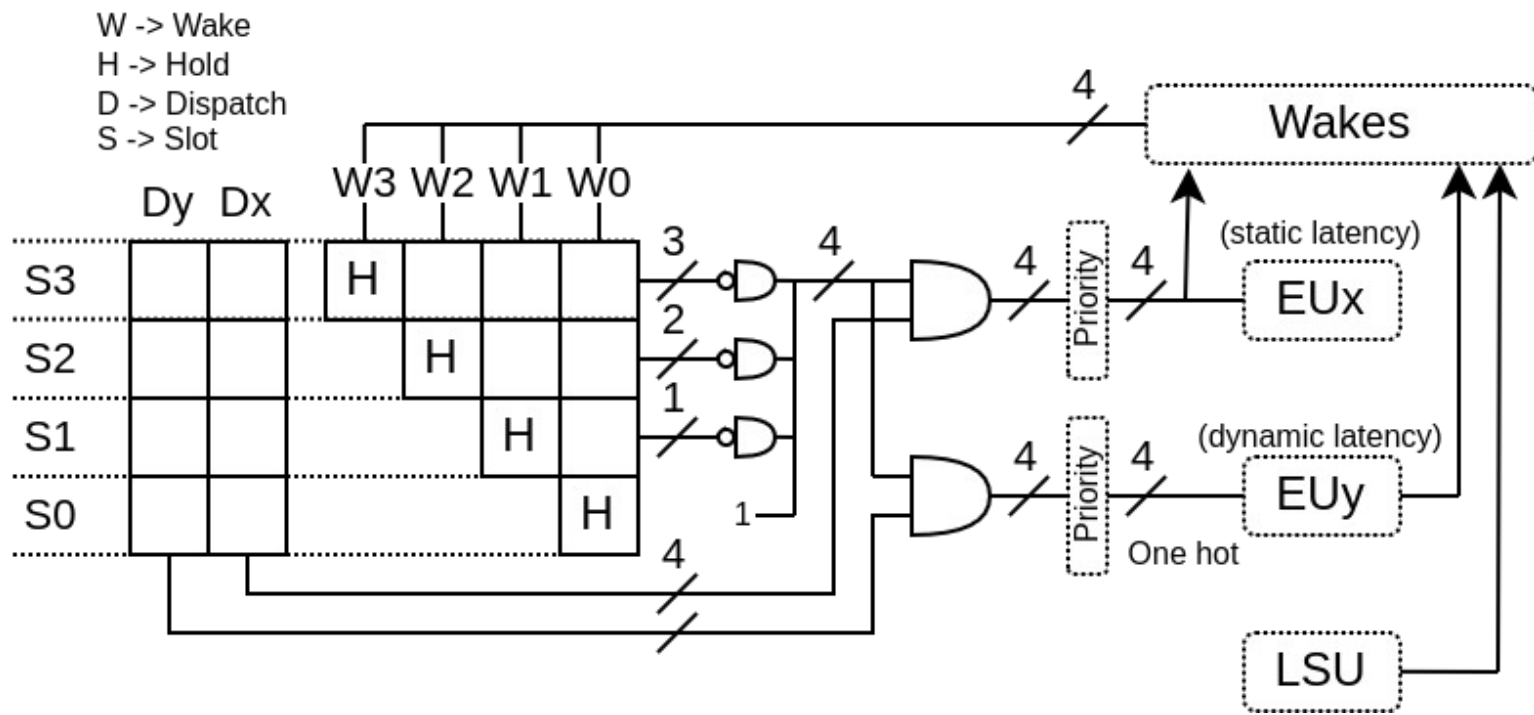 W -> Wake
H -> Hold
D -> Dispatch
S -> Slot
4
Wakes
W3 W2 W1 W0
Dy Dx
S3
H
3
4
4
Priority
4
(static latency)
EUx
S2
H
2
S1
H
1
4
Priority
4
(dynamic latency)
EUy
S0
H
1
One hot
4
LSU